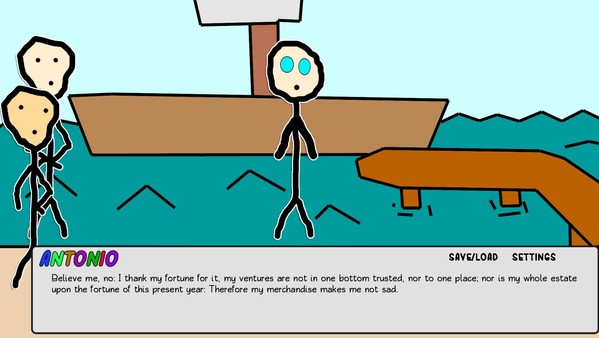 ANTONIO
SAVE/LOAD SETTINGS
Believe me, no: I thank my fortune for it, my ventures are not in one bottom trusted, nor to one place; nor is my whole estate
upon the fortune of this present year: Therefore my merchandise makes me not sad.